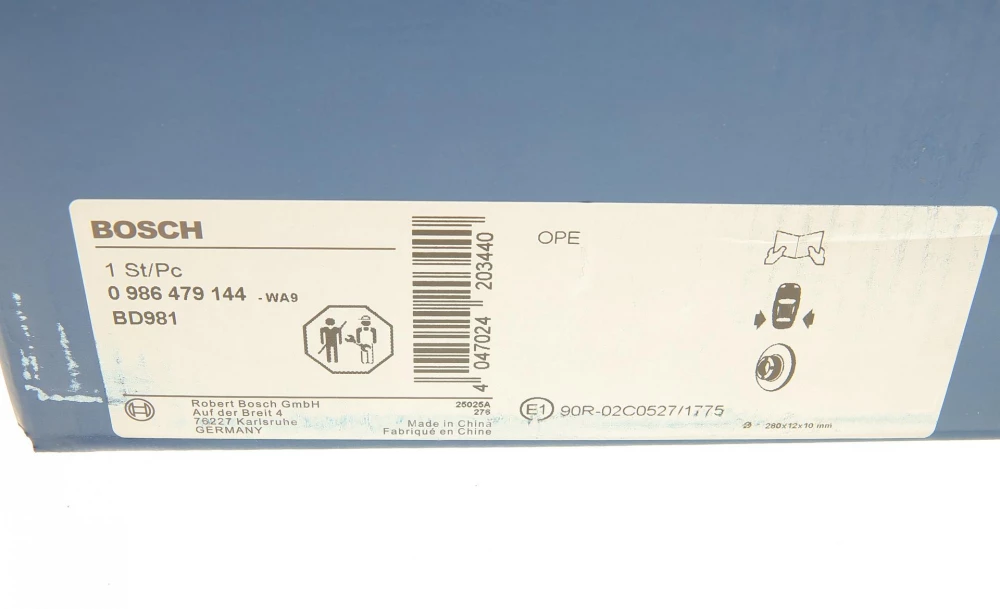 BOSCH
1 St/Pc
0 986 479 144 - WA9
BD981
4 047024 203440
OPE
Robert Bosch GmbH
Auf der Breit 4
76227 Karlsruhe
GERMANY
25025A
276
Made in China
Fabriqué en Chine
E1 90R-02C0527/1775
Ø - 280x12x10 mm